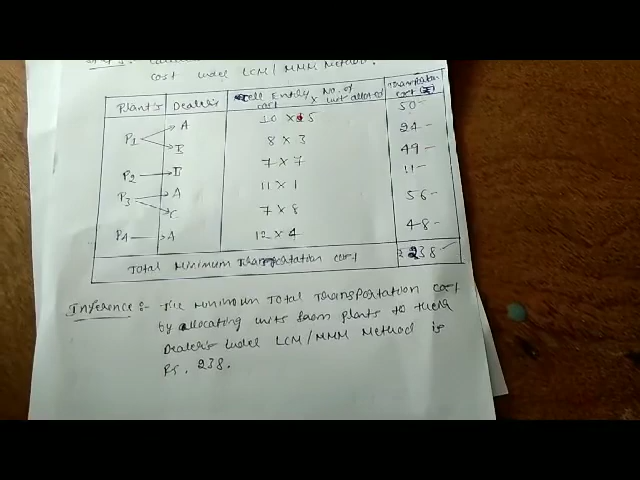 cost under LCM/MMM Method.
Plant's Dealer's Cell Entity cost × No. of unit alloted Transportation cost (₹)
P1 A 10 × 5 50-
B 8 × 3 24-
P2 B 7 × 7 49-
P3 A 11 × 1 11-
C 7 × 8 56-
P4 A 12 × 4 48-
Total Minimum Transportation cost 238
Inference :- The Minimum Total Transportation cost
by allocating units from plants to their
Dealer's under LCM/MMM Method is
Rs. 238.